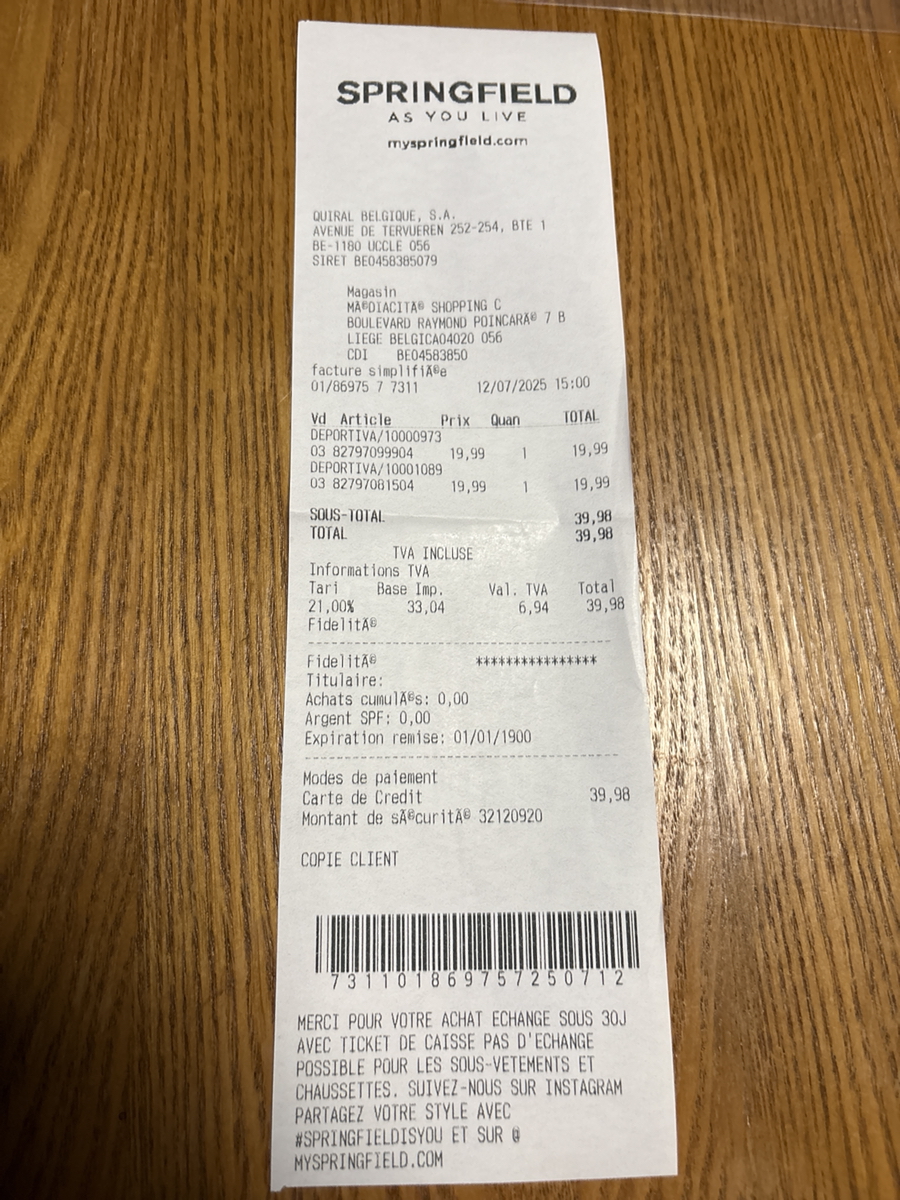 SPRINGFIELD
AS YOU LIVE
myspringfield.com
QUIRAL BELGIQUE, S.A.
AVENUE DE TERVUEREN 252-254, BTE 1
BE-1180 UCCLE 056
SIRET BE0458385079
Magasin
MÃ©DIACITÃ© SHOPPING C
BOULEVARD RAYMOND POINCARÃ© 7 B
LIEGE BELGICA04020 056
CDI BE04583850
facture simplifiÃ©e
01/86975 7 7311 12/07/2025 15:00
Vd Article Prix Quan TOTAL
DEPORTIVA/10000973
03 82797099904 19,99 1 19,99
DEPORTIVA/10001089
03 82797081504 19,99 1 19,99
SOUS-TOTAL 39,98
TOTAL 39,98
TVA INCLUSE
Informations TVA
Tari Base Imp. Val. TVA Total
21,00% 33,04 6,94 39,98
FidelitÃ©
FidelitÃ© ****************
Titulaire:
Achats cumulÃ©s: 0,00
Argent SPF: 0,00
Expiration remise: 01/01/1900
Modes de paiement
Carte de Credit 39,98
Montant de sÃ©curitÃ© 32120920
COPIE CLIENT
731101869757250712
MERCI POUR VOTRE ACHAT ECHANGE SOUS 30J
AVEC TICKET DE CAISSE PAS D'ECHANGE
POSSIBLE POUR LES SOUS-VETEMENTS ET
CHAUSSETTES. SUIVEZ-NOUS SUR INSTAGRAM
PARTAGEZ VOTRE STYLE AVEC
#SPRINGFIELDISYOU ET SUR @
MYSPRINGFIELD.COM